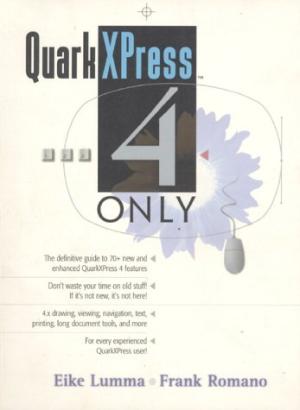 QuarkXPress™
4
ONLY
The definitive guide to 70+ new and
enhanced QuarkXPress 4 features
Don't waste your time on old stuff!
If it's not new, it's not here!
4.x drawing, viewing, navigation, text,
printing, long document tools, and more
For every experienced
QuarkXPress user!
Eike Lumma Frank Romano